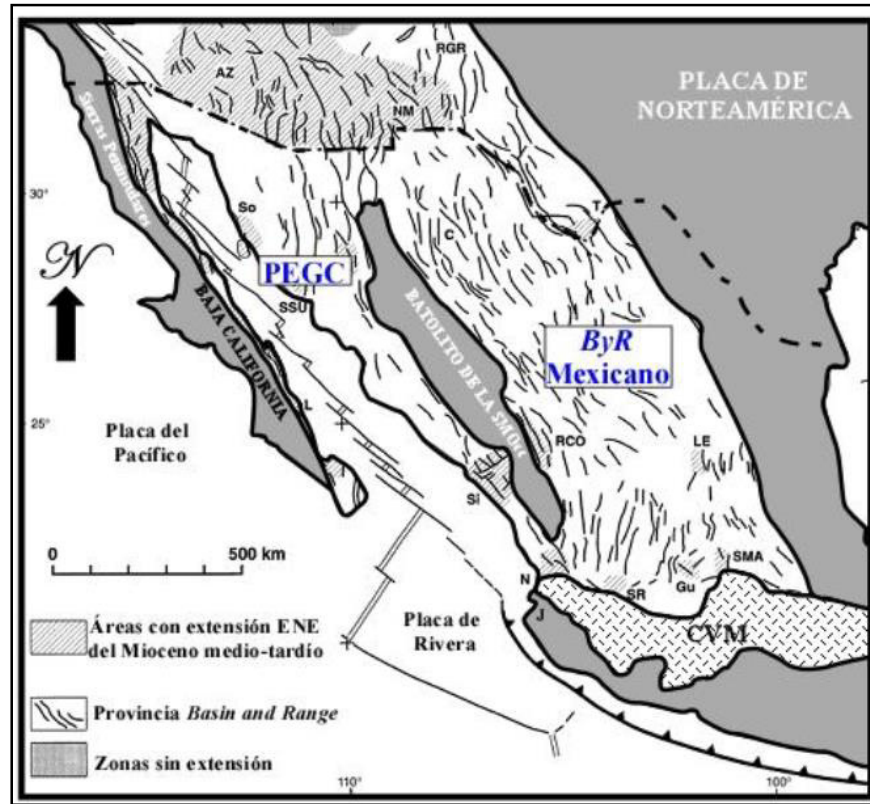 RGR
AZ
NM
PLACA DE
NORTEAMÉRICA
Sierras Peninsulares
30°
So
T
C
N
PEGC
SSU
BATOLITO DE LA SMOcc
ByR
Mexicano
BAJA CALIFORNIA
L
25°
Placa del
Pacífico
RCO
LE
Si
0
500 km
SMA
N
SR
Gu
J
CVM
Placa de
Rivera
Áreas con extensión ENE
del Mioceno medio-tardío
Provincia Basin and Range
Zonas sin extensión
110°
100°